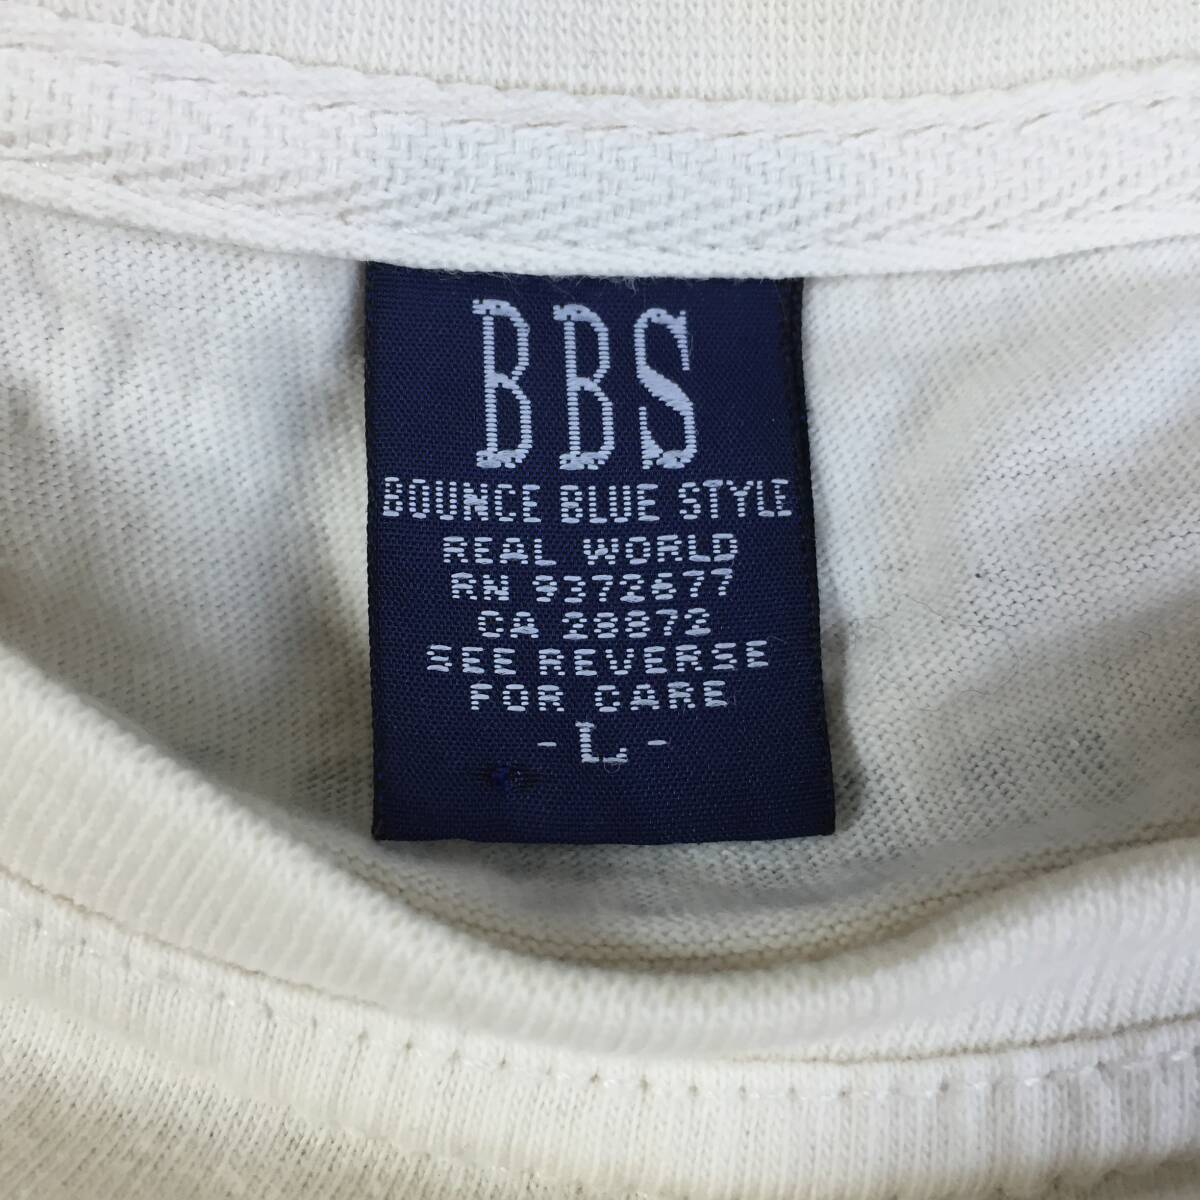 BBS
BOUNCE BLUE STYLE
REAL WORLD
RN 9372677
CA 28872
SEE REVERSE
FOR CARE
- L -